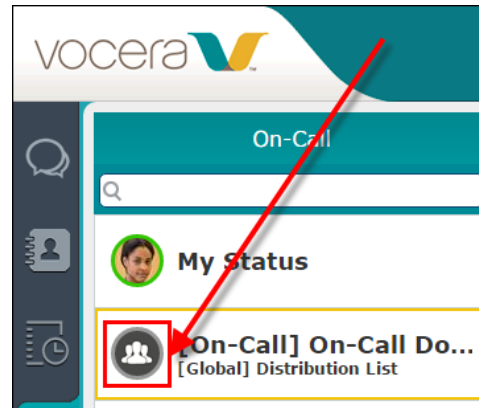 vocera
On-Call
My Status
[On-Call] On-Call Do...
[Global] Distribution List